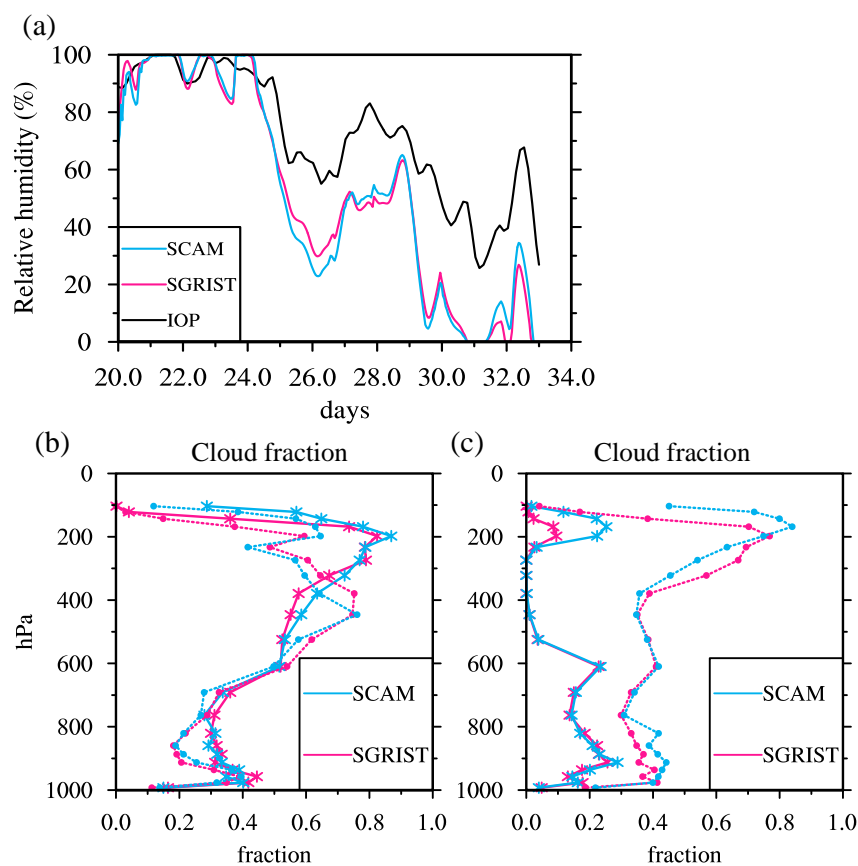 (a)
Relative humidity (%)
100
80
60
40
20
0
SCAM
SGRIST
IOP
20.0 22.0 24.0 26.0 28.0 30.0 32.0 34.0
days
(b)
Cloud fraction
hPa
0
200
400
600
800
1000
SCAM
SGRIST
0.0 0.2 0.4 0.6 0.8 1.0
fraction
(c)
Cloud fraction
0
200
400
600
800
1000
SCAM
SGRIST
0.0 0.2 0.4 0.6 0.8 1.0
fraction